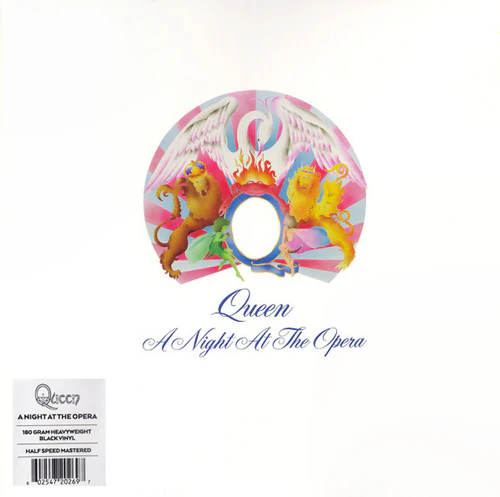 Queen
A Night At The Opera
Queen
A NIGHT AT THE OPERA
180 GRAM HEAVYWEIGHT
BLACK VINYL
HALF SPEED MASTERED
6 02547 20269 7